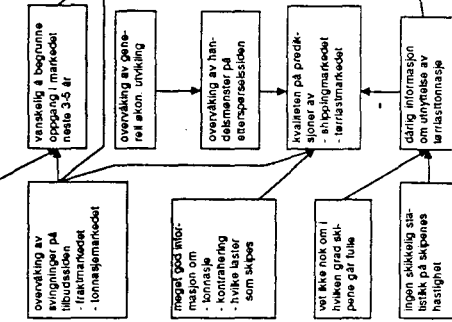 vanskelig å begrunne
oppgang i markedet
neste 3-5 år
overvåking av gene-
rell økon. utvikling
overvåking av han-
delsmønster på
etterspørselssiden
kvaliteten på predik-
sjoner av
- shippingmarkedet
- tørrlastmarkedet
dårlig informasjon
om utnyttelse av
tørrlasttonnasje
overvåking av
svingninger på
tilbudssiden
- fraktmarkedet
- tonnasjemarkedet
meget god infor-
masjon om
- tonnasje
- kontrahering
- hvilke laster
som skipes
vet ikke nok om i
hvilken grad ski-
pene går fulle
ingen skikkelig sta-
tistikk på skipenes
hastighet